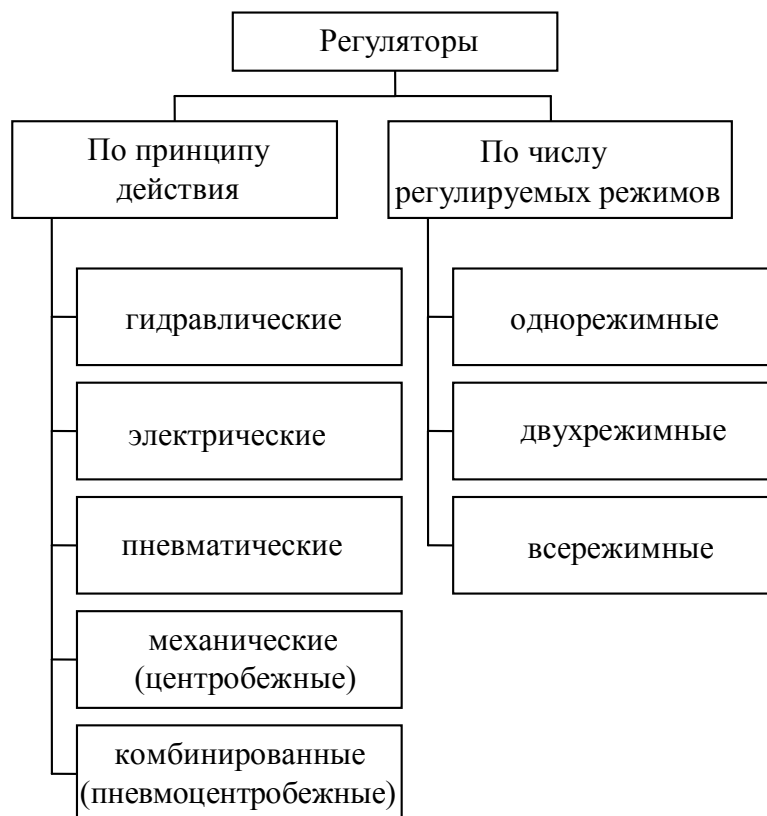 Регуляторы
По принципу
действия
По числу
регулируемых режимов
гидравлические
электрические
пневматические
механические
(центробежные)
комбинированные
(пневмоцентробежные)
однорежимные
двухрежимные
всережимные